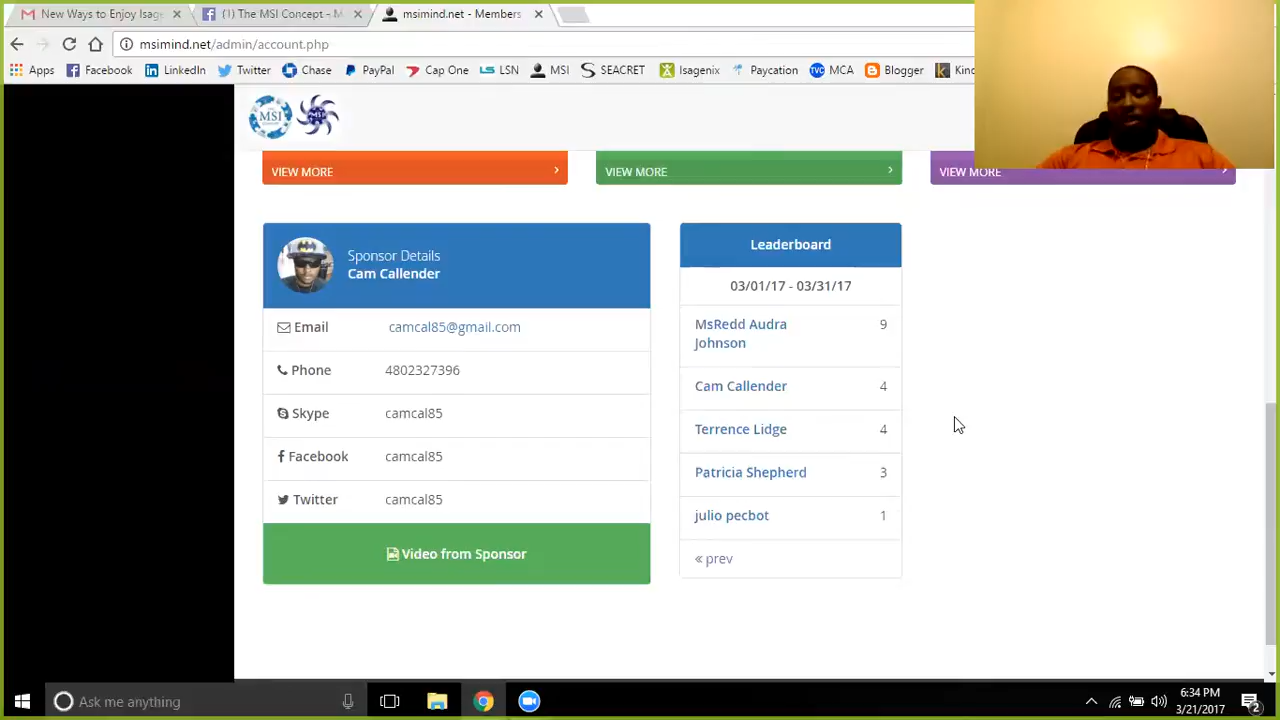 New Ways to Enjoy Isage
(1) The MSI Concept – M
msimind.net - Members
msimind.net/admin/account.php
Apps Facebook LinkedIn Twitter Chase PayPal Cap One LSN MSI SEACRET Isagenix Paycation MCA Blogger Kind
MSI
VIEW MORE
VIEW MORE
VIEW MORE
Sponsor Details
Cam Callender
Email camcal85@gmail.com
Phone 4802327396
Skype camcal85
Facebook camcal85
Twitter camcal85
Video from Sponsor
Leaderboard
03/01/17 - 03/31/17
MsRedd Audra 9
Johnson
Cam Callender 4
Terrence Lidge 4
Patricia Shepherd 3
julio pecbot 1
« prev
Ask me anything
6:34 PM
3/21/2017
2